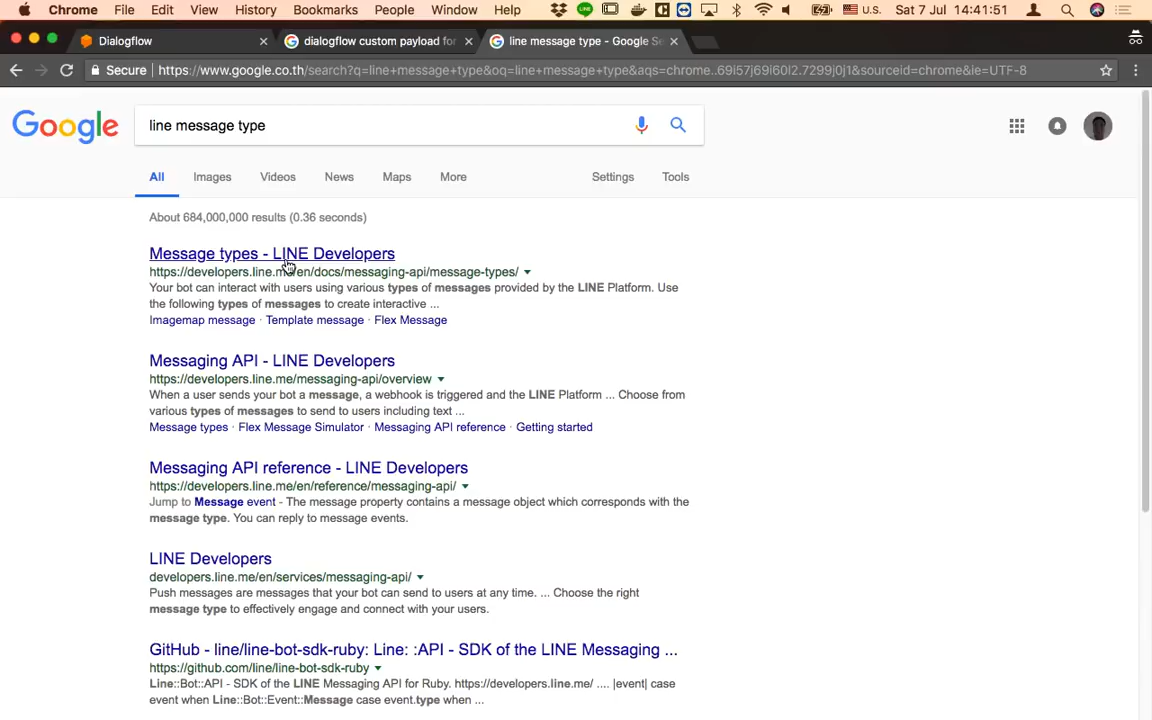 Chrome File Edit View History Bookmarks People Window Help U.S. Sat 7 Jul 14:41:51
Dialogflow
dialogflow custom payload for
line message type - Google Se
Secure https://www.google.co.th/search?q=line+message+type&oq=line+message+type&aqs=chrome..69i57j69i60l2.7299j0j1&sourceid=chrome&ie=UTF-8
Google
line message type
All Images Videos News Maps More Settings Tools
About 684,000,000 results (0.36 seconds)
Message types - LINE Developers
https://developers.line.me/en/docs/messaging-api/message-types/
Your bot can interact with users using various types of messages provided by the LINE Platform. Use
the following types of messages to create interactive ...
Imagemap message · Template message · Flex Message
Messaging API - LINE Developers
https://developers.line.me/messaging-api/overview
When a user sends your bot a message, a webhook is triggered and the LINE Platform ... Choose from
various types of messages to send to users including text ...
Message types · Flex Message Simulator · Messaging API reference · Getting started
Messaging API reference - LINE Developers
https://developers.line.me/en/reference/messaging-api/
Jump to Message event - The message property contains a message object which corresponds with the
message type. You can reply to message events.
LINE Developers
developers.line.me/en/services/messaging-api/
Push messages are messages that your bot can send to users at any time. ... Choose the right
message type to effectively engage and connect with your users.
GitHub - line/line-bot-sdk-ruby: Line: :API - SDK of the LINE Messaging ...
https://github.com/line/line-bot-sdk-ruby
Line::Bot::API - SDK of the LINE Messaging API for Ruby. https://developers.line.me/ .... |event| case
event when Line::Bot::Event::Message case event.type when ...